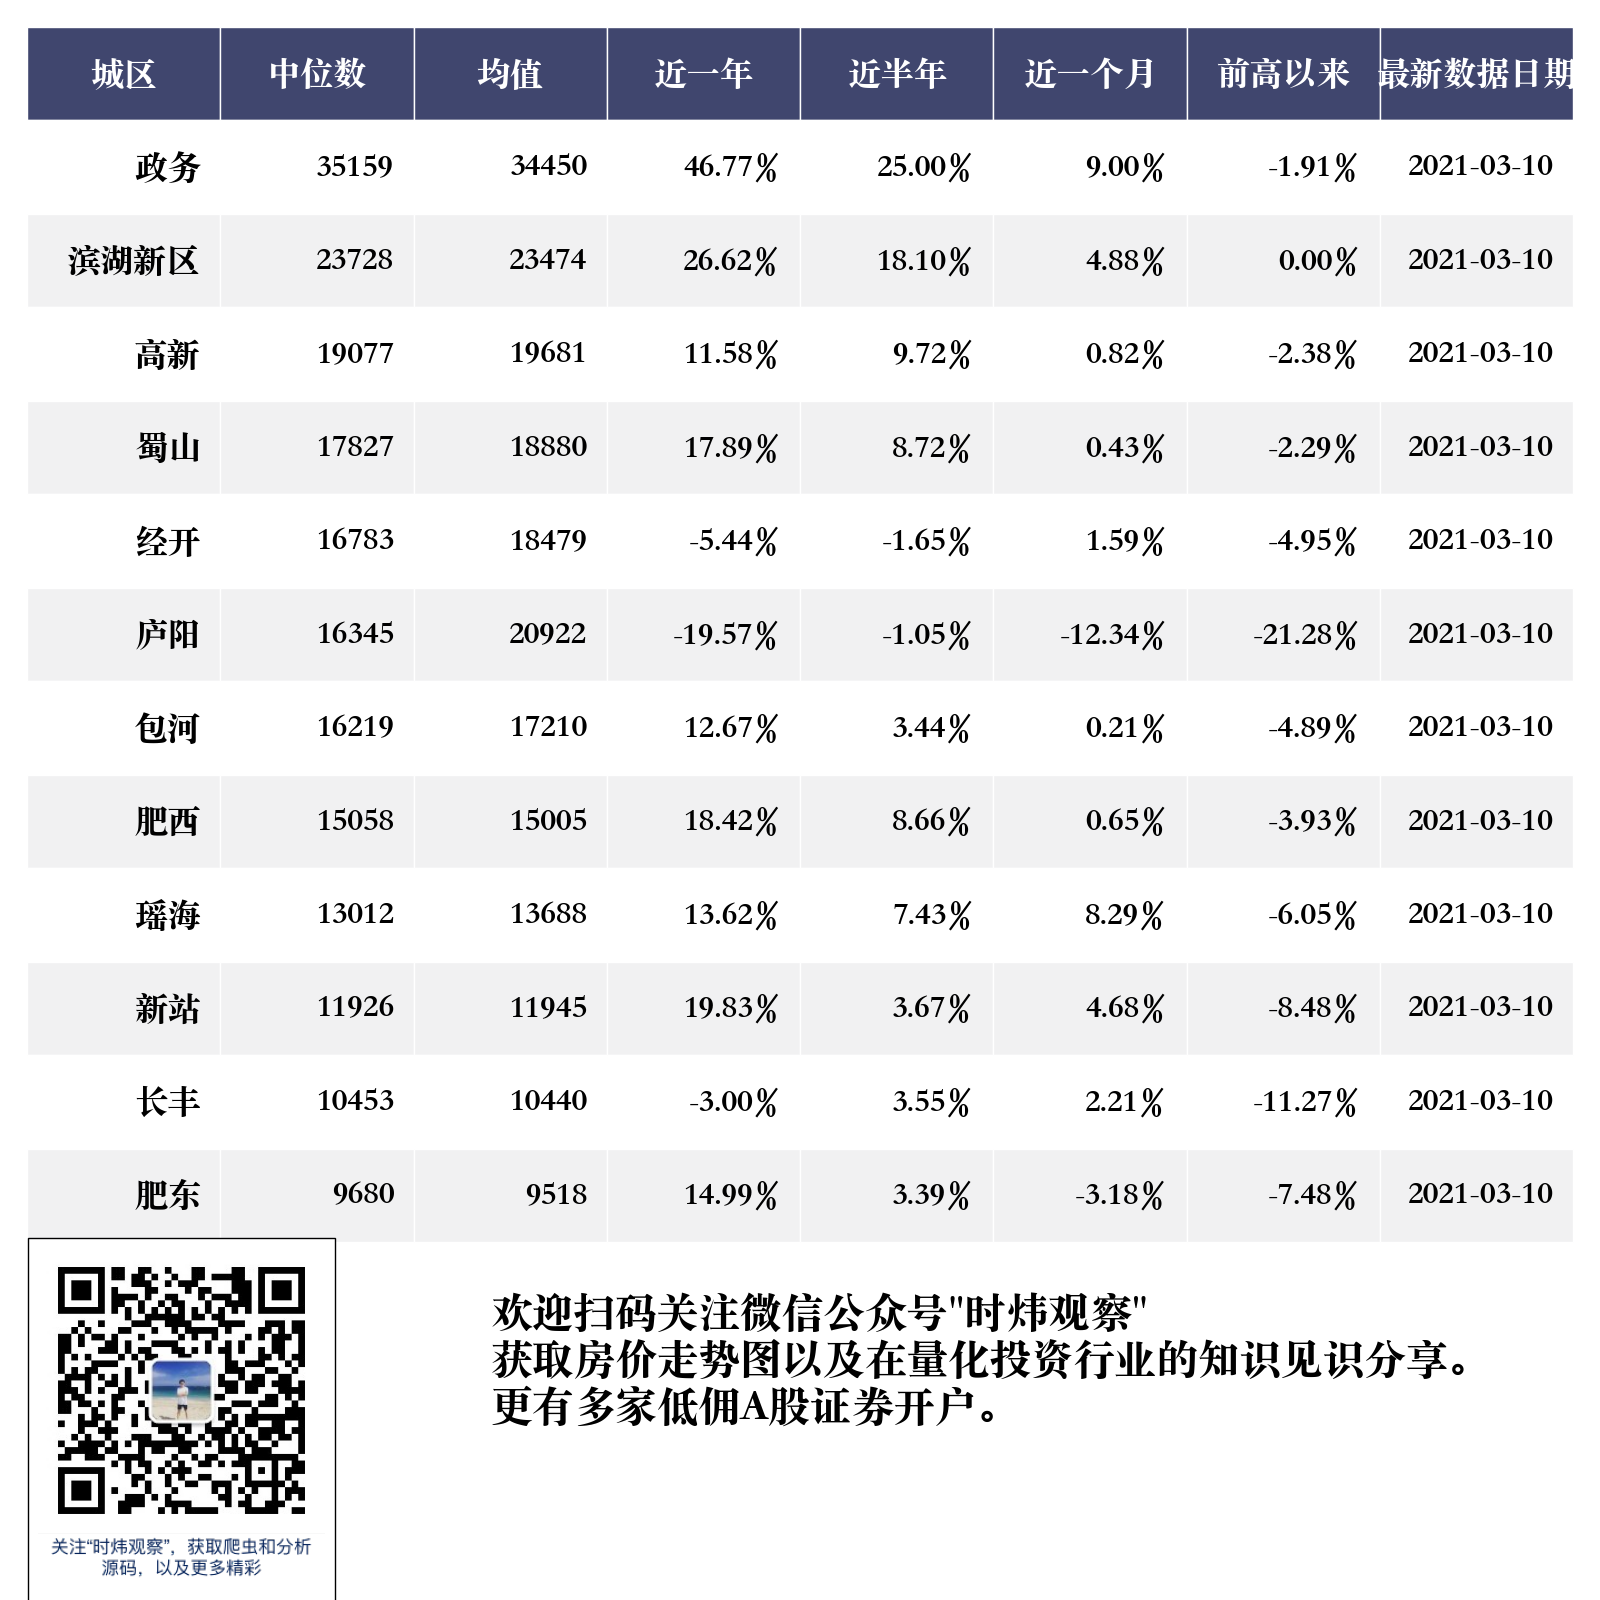 城区 中位数 均值 近一年 近半年 近一个月 前高以来 最新数据日期
政务 35159 34450 46.77% 25.00% 9.00% -1.91% 2021-03-10
滨湖新区 23728 23474 26.62% 18.10% 4.88% 0.00% 2021-03-10
高新 19077 19681 11.58% 9.72% 0.82% -2.38% 2021-03-10
蜀山 17827 18880 17.89% 8.72% 0.43% -2.29% 2021-03-10
经开 16783 18479 -5.44% -1.65% 1.59% -4.95% 2021-03-10
庐阳 16345 20922 -19.57% -1.05% -12.34% -21.28% 2021-03-10
包河 16219 17210 12.67% 3.44% 0.21% -4.89% 2021-03-10
肥西 15058 15005 18.42% 8.66% 0.65% -3.93% 2021-03-10
瑶海 13012 13688 13.62% 7.43% 8.29% -6.05% 2021-03-10
新站 11926 11945 19.83% 3.67% 4.68% -8.48% 2021-03-10
长丰 10453 10440 -3.00% 3.55% 2.21% -11.27% 2021-03-10
肥东 9680 9518 14.99% 3.39% -3.18% -7.48% 2021-03-10
欢迎扫码关注微信公众号"时炜观察"
获取房价走势图以及在量化投资行业的知识见识分享。
更有多家低佣A股证券开户。
关注“时炜观察”，获取爬虫和分析
源码，以及更多精彩